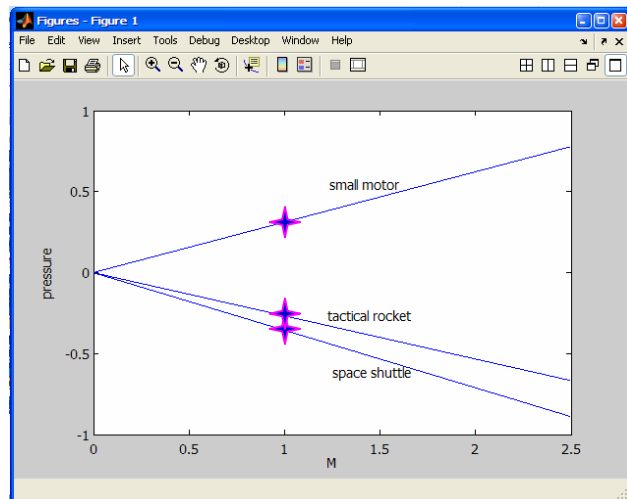 Figures - Figure 1
File Edit View Insert Tools Debug Desktop Window Help
1
small motor
0.5
pressure
0
tactical rocket
-0.5
space shuttle
-1
0 0.5 1 1.5 2 2.5
M